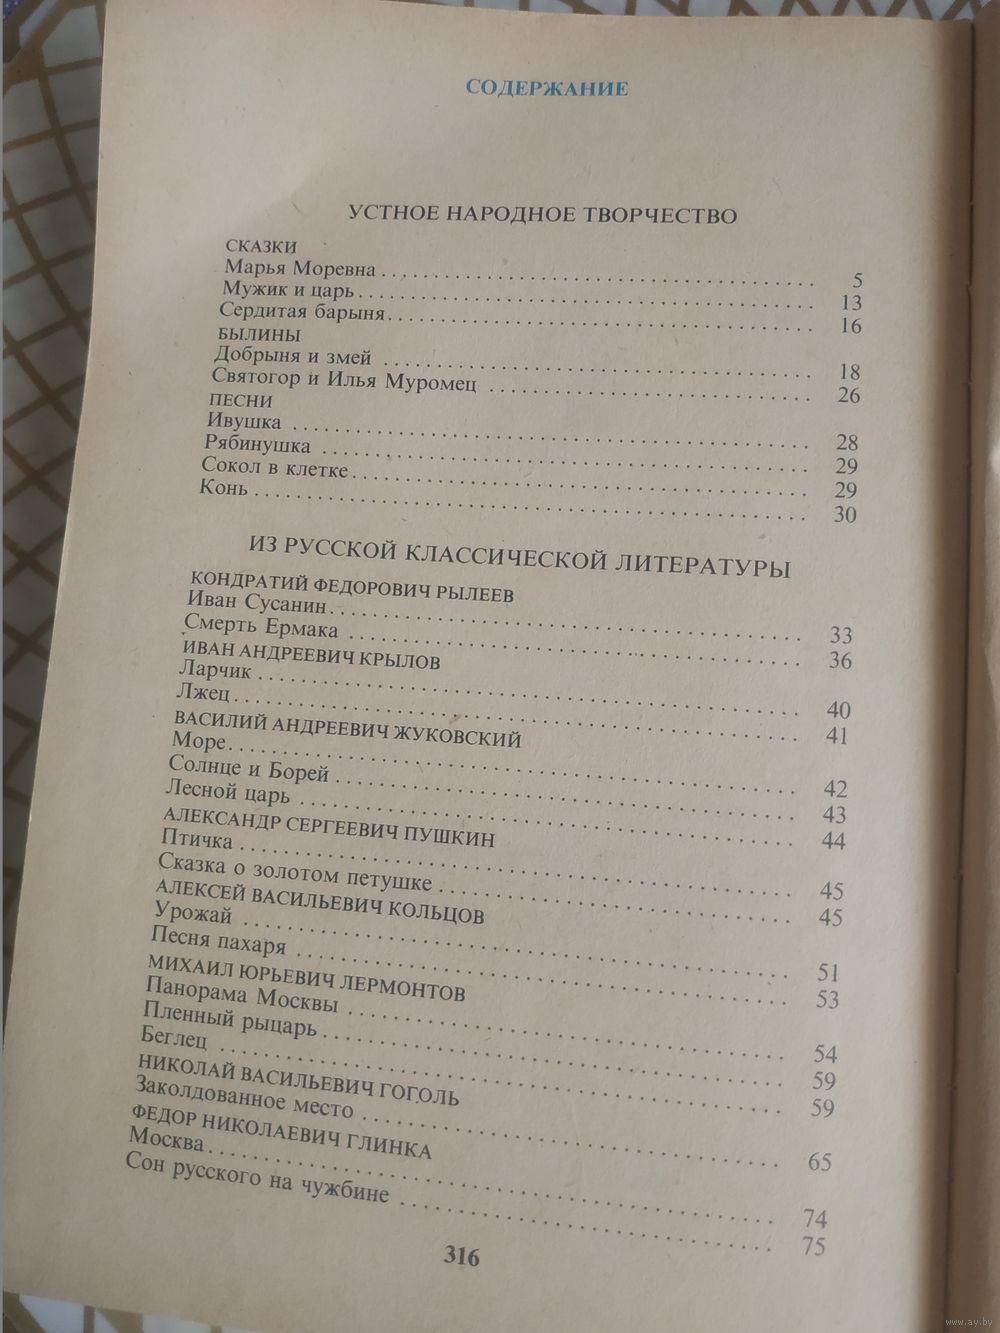 СОДЕРЖАНИЕ
УСТНОЕ НАРОДНОЕ ТВОРЧЕСТВО
СКАЗКИ
Марья Моревна . . . . . . . . . . 5
Мужик и царь . . . . . . . . . . 13
Сердитая барыня . . . . . . . . . . 16
БЫЛИНЫ
Добрыня и змей . . . . . . . . . . 18
Святогор и Илья Муромец . . . . . . . . . . 26
ПЕСНИ
Ивушка . . . . . . . . . . 28
Рябинушка . . . . . . . . . . 29
Сокол в клетке . . . . . . . . . . 29
Конь . . . . . . . . . . 30
ИЗ РУССКОЙ КЛАССИЧЕСКОЙ ЛИТЕРАТУРЫ
КОНДРАТИЙ ФЕДОРОВИЧ РЫЛЕЕВ
Иван Сусанин . . . . . . . . . . 33
Смерть Ермака . . . . . . . . . . 36
ИВАН АНДРЕЕВИЧ КРЫЛОВ
Ларчик . . . . . . . . . . 40
Лжец . . . . . . . . . . 41
ВАСИЛИЙ АНДРЕЕВИЧ ЖУКОВСКИЙ
Море . . . . . . . . . . 42
Солнце и Борей . . . . . . . . . . 43
Лесной царь . . . . . . . . . . 44
АЛЕКСАНДР СЕРГЕЕВИЧ ПУШКИН
Птичка . . . . . . . . . . 45
Сказка о золотом петушке . . . . . . . . . . 45
АЛЕКСЕЙ ВАСИЛЬЕВИЧ КОЛЬЦОВ
Урожай . . . . . . . . . . 51
Песня пахаря . . . . . . . . . . 53
МИХАИЛ ЮРЬЕВИЧ ЛЕРМОНТОВ
Панорама Москвы . . . . . . . . . . 54
Пленный рыцарь . . . . . . . . . . 59
Беглец . . . . . . . . . . 59
НИКОЛАЙ ВАСИЛЬЕВИЧ ГОГОЛЬ
Заколдованное место . . . . . . . . . . 65
ФЕДОР НИКОЛАЕВИЧ ГЛИНКА
Москва . . . . . . . . . . 74
Сон русского на чужбине . . . . . . . . . . 75
316
www.ay.by